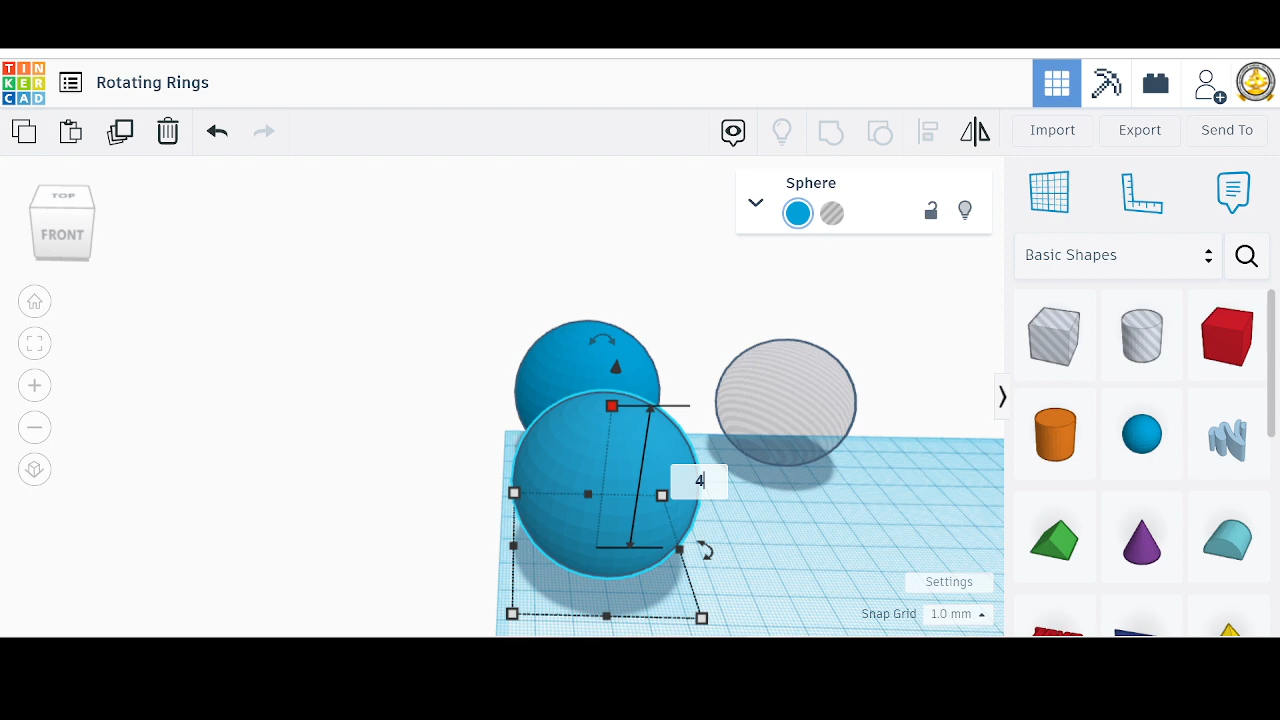 TIN
KER
CAD
Rotating Rings
Import
Export
Send To
TOP
FRONT
Sphere
Basic Shapes
4
Settings
Snap Grid 1.0 mm